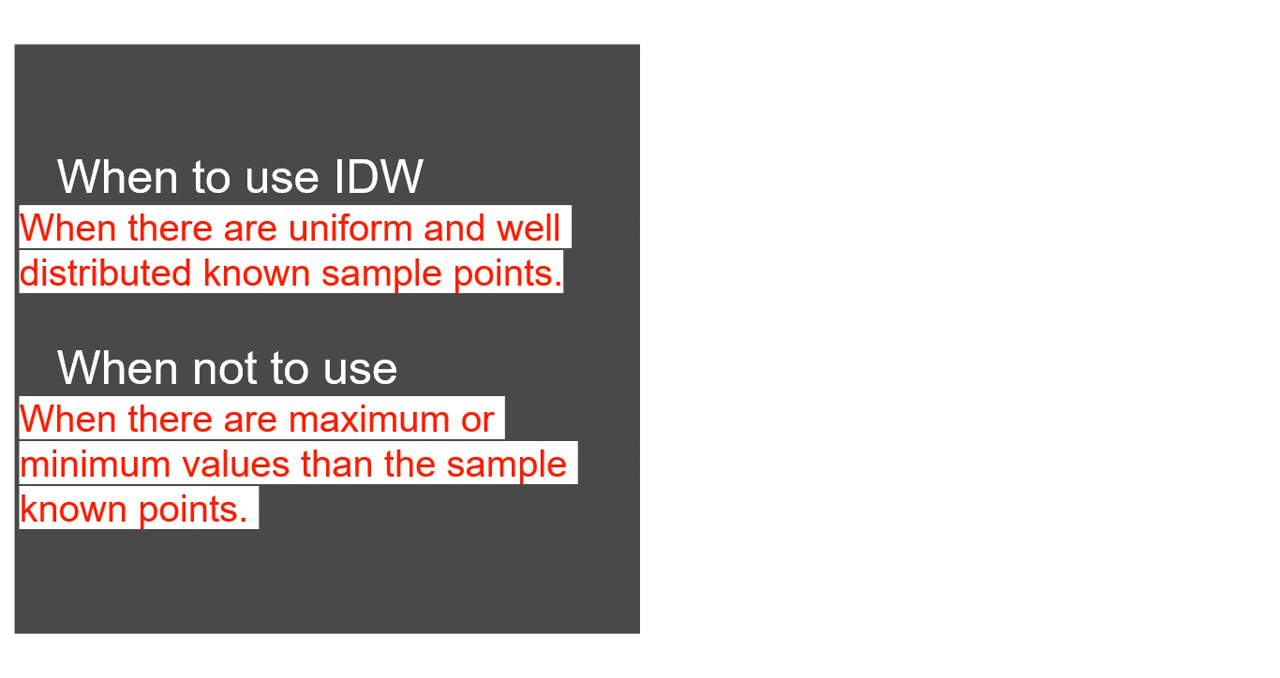 When to use IDW
When there are uniform and well
distributed known sample points.
When not to use
When there are maximum or
minimum values than the sample
known points.